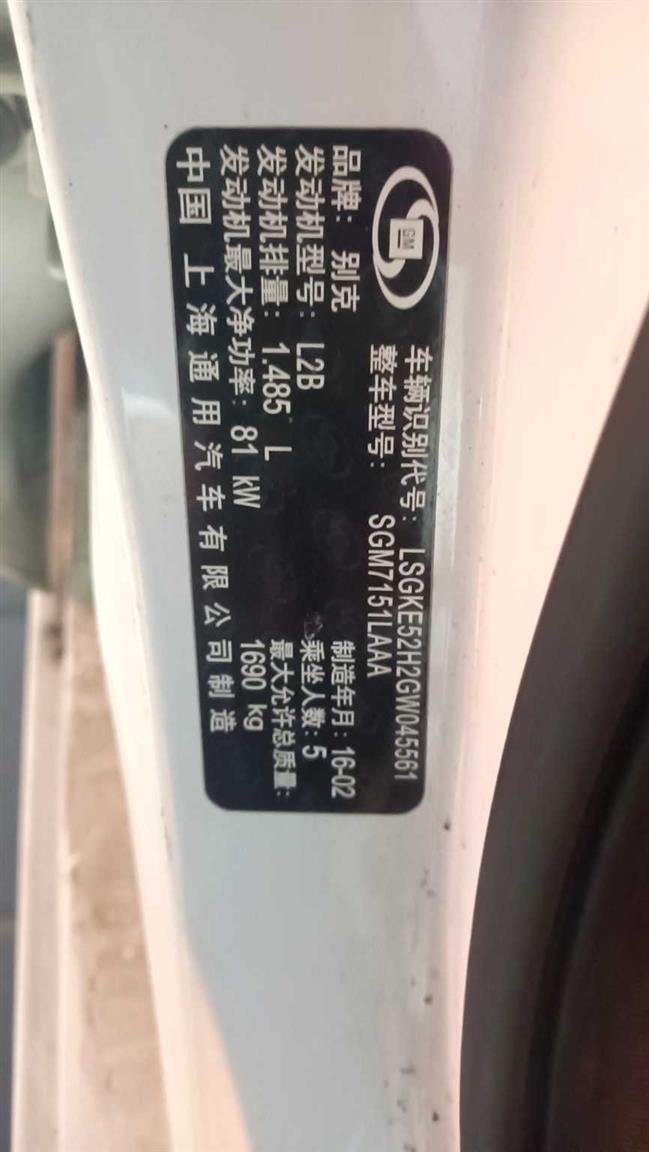 GM
车辆识别代号: LSGKE52H2GW045561
整车型号: SGM7151LAAA
品牌: 别克 制造年月: 16-02
发动机型号: L2B 乘坐人数: 5
发动机排量: 1.485 L 最大允许总质量:
发动机最大净功率: 81 kW 1690 kg
中国 上海通用汽车有限公司制造